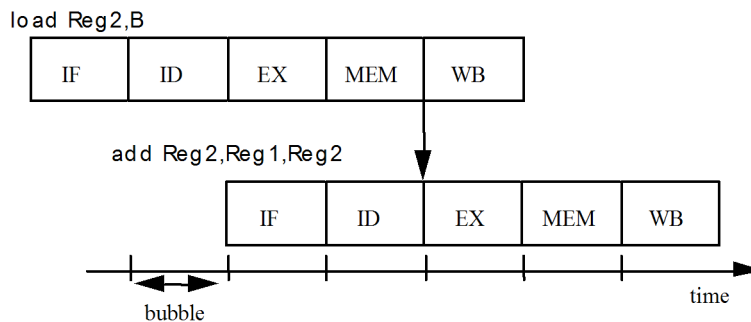 load Reg2,B
IF ID EX MEM WB
add Reg2,Reg1,Reg2
IF ID EX MEM WB
bubble
time